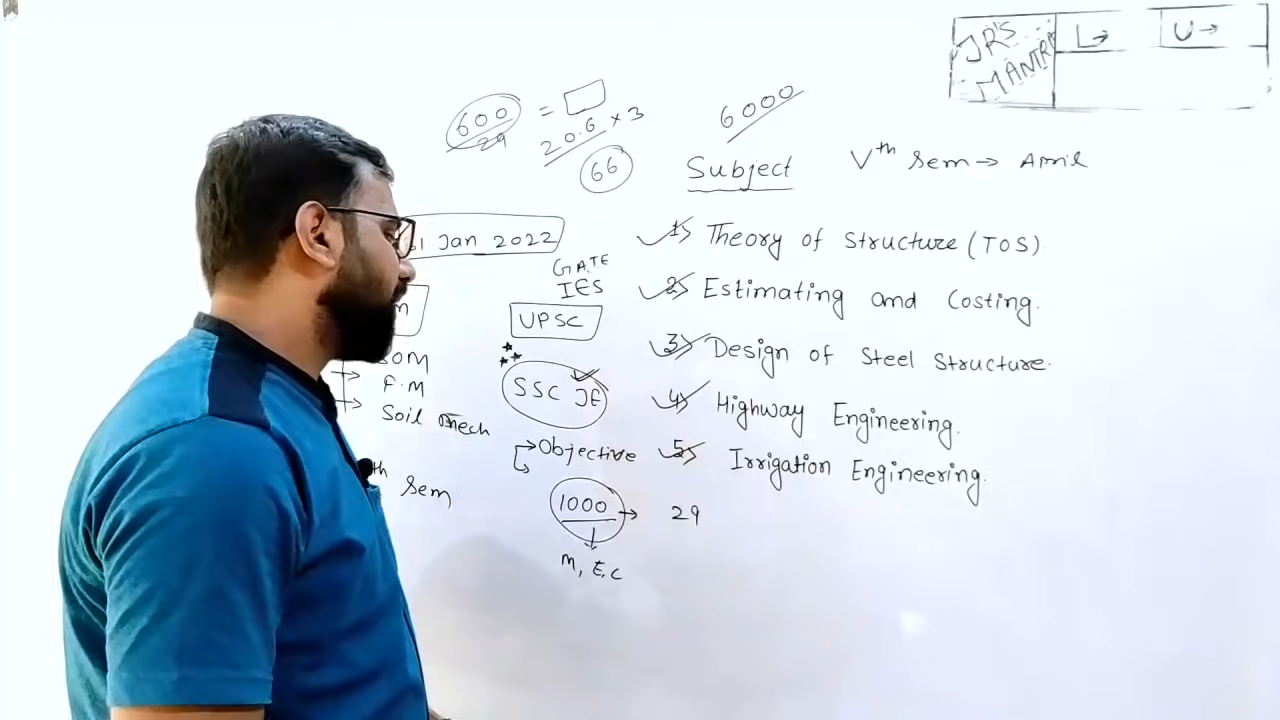 JR'S
MANTRA
L→
U→
600 / 29 = □
20.6 × 3
66
6000
Subject
Vth Sem → April
Jan 2022
1) Theory of Structure (TOS).
GATE
IES
2) Estimating and Costing.
UPSC
3) Design of Steel Structure.
SOM
F.M
SSC JE
4) Highway Engineering.
Soil Mech
→ Objective
5) Irrigation Engineering.
th Sem
1000 → 29
M, E, C